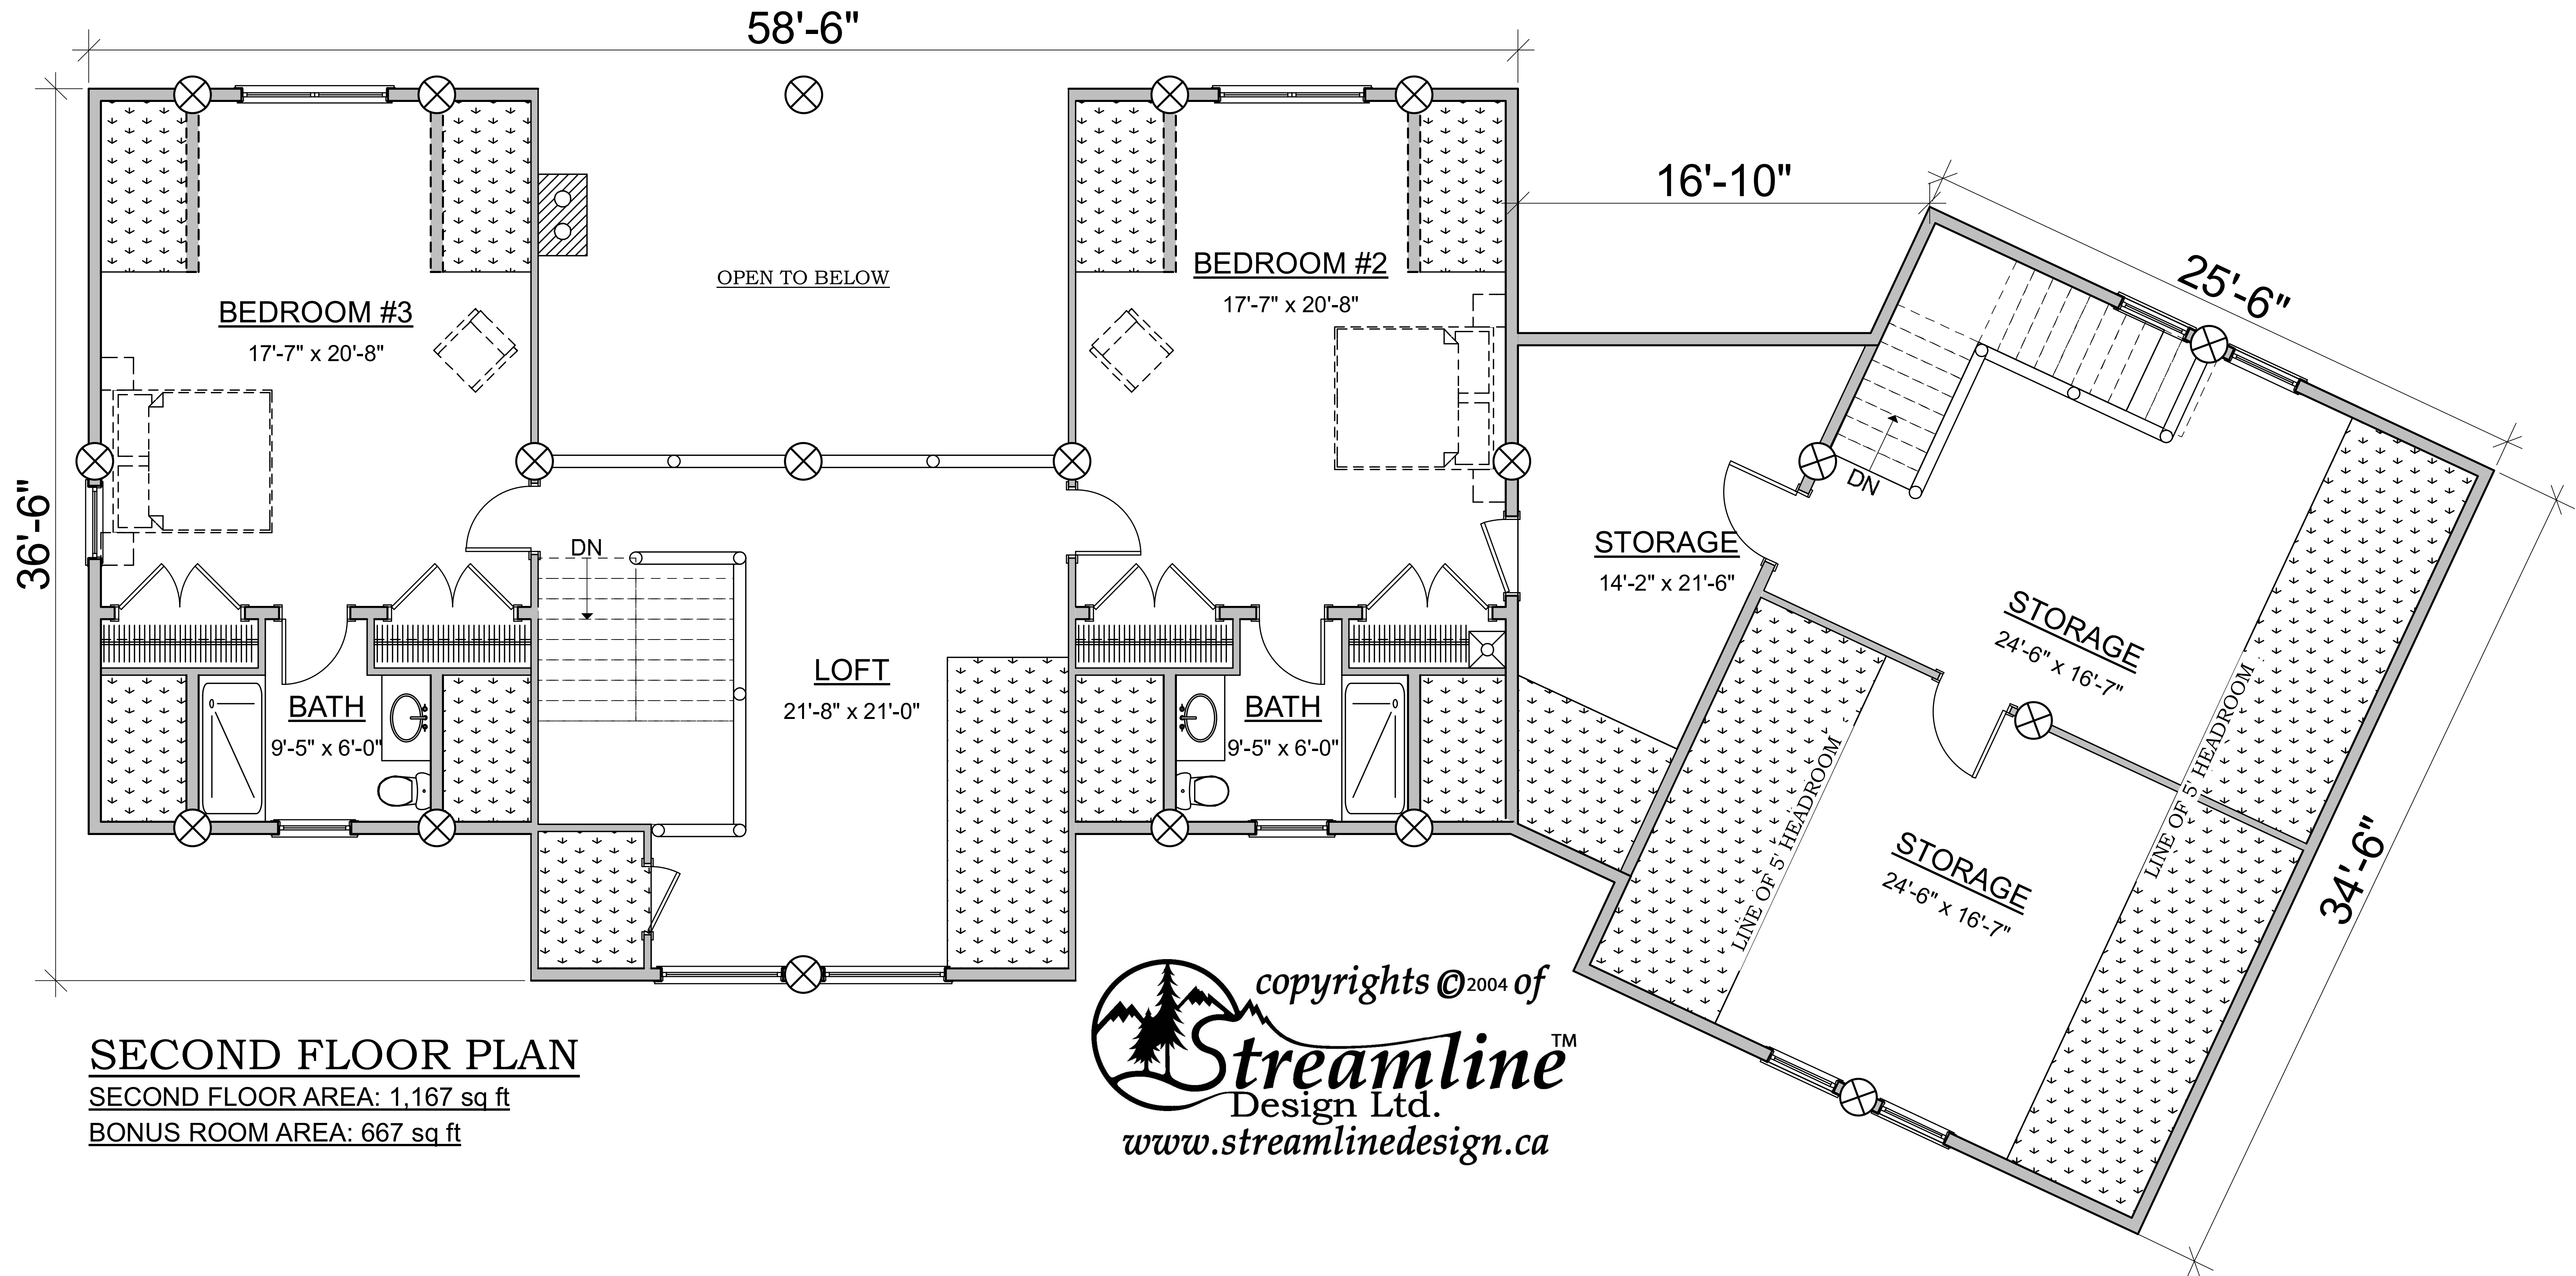 58'-6"
16'-10"
25'-6"
36'-6"
34'-6"
BEDROOM #3
17'-7" x 20'-8"
OPEN TO BELOW
BEDROOM #2
17'-7" x 20'-8"
DN
DN
STORAGE
14'-2" x 21'-6"
STORAGE
24'-6" x 16'-7"
LINE OF 5' HEADROOM
LOFT
21'-8" x 21'-0"
BATH
9'-5" x 6'-0"
BATH
9'-5" x 6'-0"
LINE OF 5' HEADROOM
STORAGE
24'-6" x 16'-7"
SECOND FLOOR PLAN
SECOND FLOOR AREA: 1,167 sq ft
BONUS ROOM AREA: 667 sq ft
copyrights © 2004 of
Streamline™
Design Ltd.
www.streamlinedesign.ca